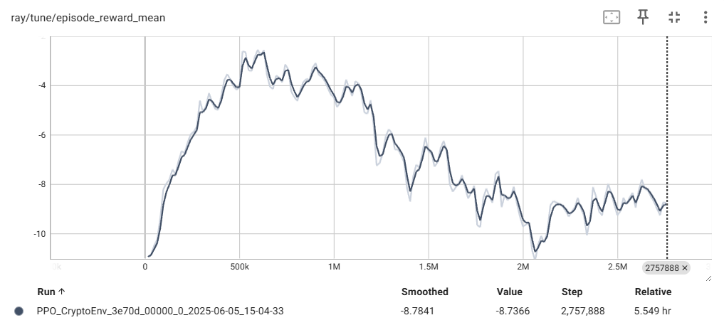 ray/tune/episode_reward_mean
-4
-6
-8
-10
0 500k 1M 1.5M 2M 2.5M 2757888 ×
Run ↑ Smoothed Value Step Relative
PPO_CryptoEnv_3e70d_00000_0_2025-06-05_15-04-33 -8.7841 -8.7366 2,757,888 5.549 hr